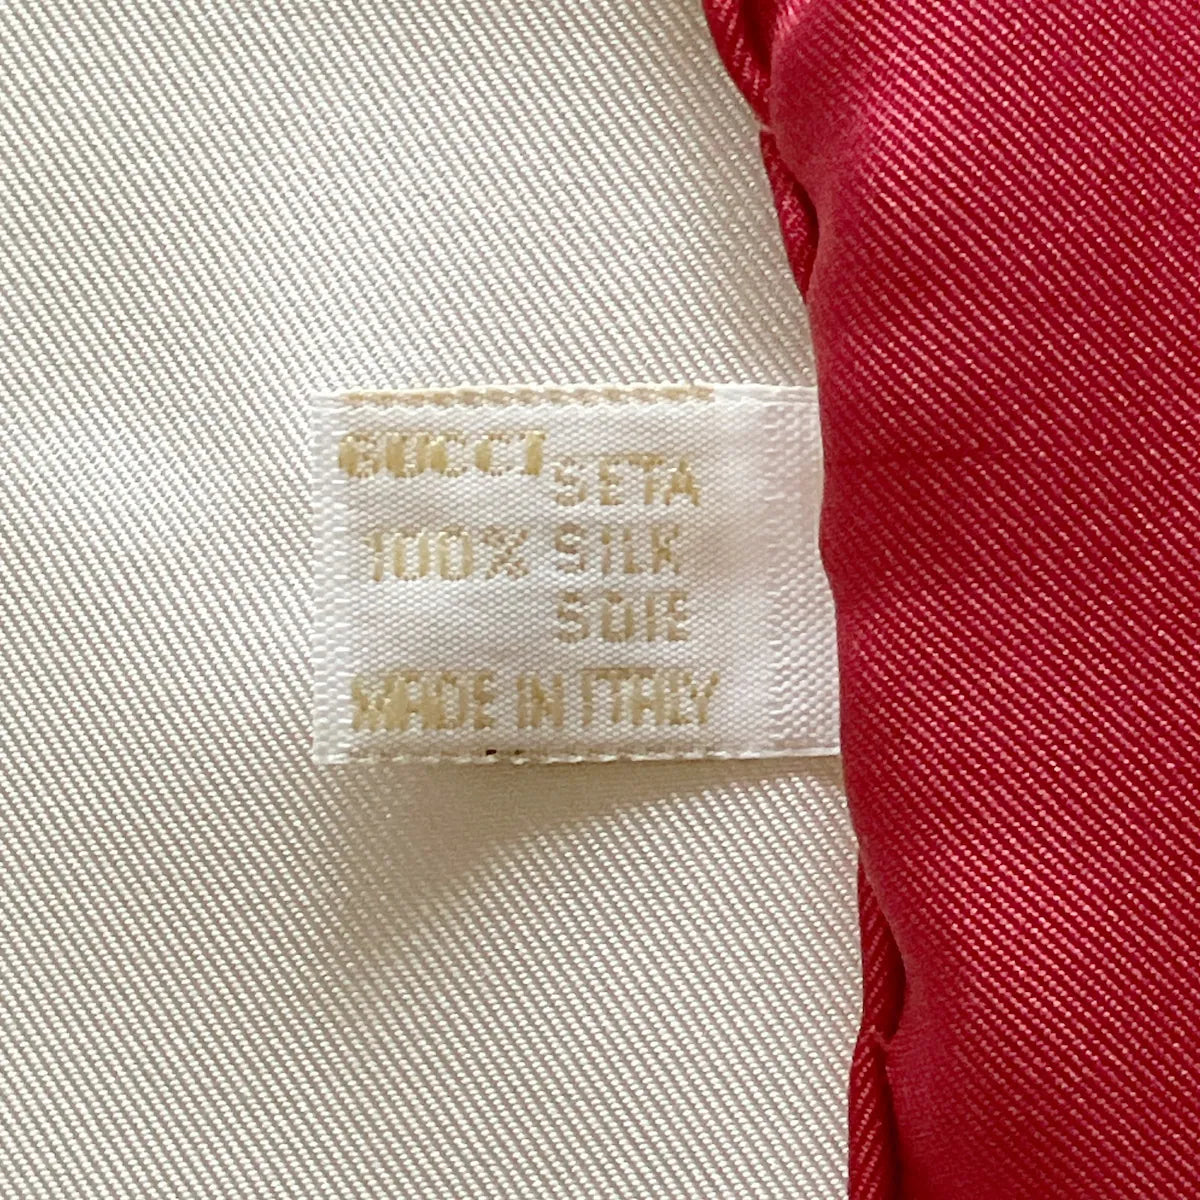 GUCCI SETA
100% SILK
SOIE
MADE IN ITALY